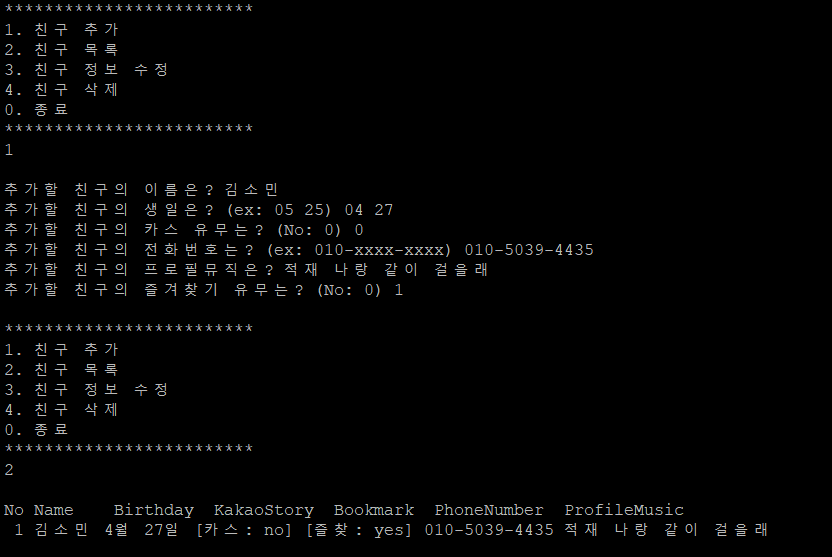 *************************
1. 친구 추가
2. 친구 목록
3. 친구 정보 수정
4. 친구 삭제
0. 종료
*************************
1
추가할 친구의 이름은? 김소민
추가할 친구의 생일은? (ex: 05 25) 04 27
추가할 친구의 카스 유무는? (No: 0) 0
추가할 친구의 전화번호는? (ex: 010-xxxx-xxxx) 010-5039-4435
추가할 친구의 프로필뮤직은? 적재 나랑 같이 걸을래
추가할 친구의 즐겨찾기 유무는? (No: 0) 1
*************************
1. 친구 추가
2. 친구 목록
3. 친구 정보 수정
4. 친구 삭제
0. 종료
*************************
2
No Name    Birthday  KakaoStory  Bookmark  PhoneNumber  ProfileMusic
 1 김소민 4월 27일 [카스: no] [즐찾: yes] 010-5039-4435 적재 나랑 같이 걸을래